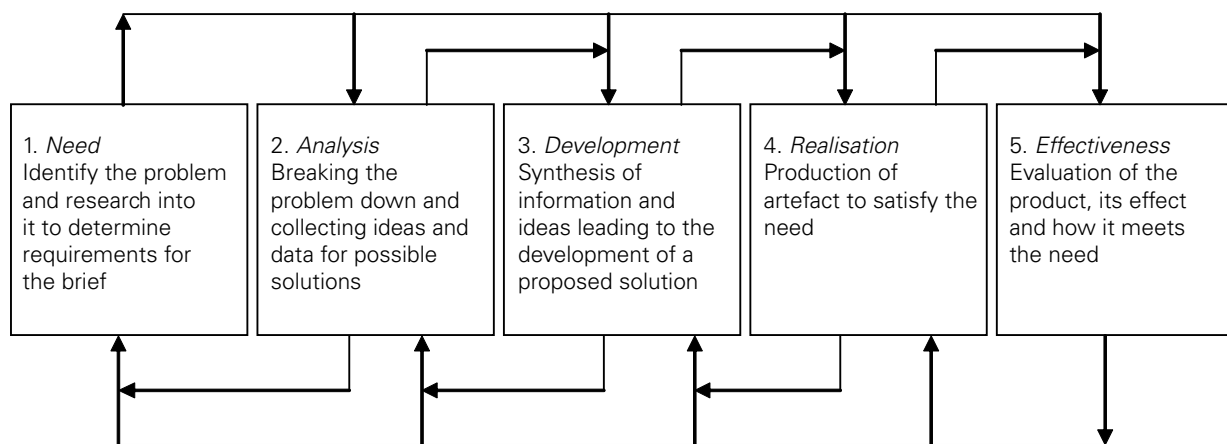 1. Need
Identify the problem
and research into
it to determine
requirements for
the brief
2. Analysis
Breaking the
problem down and
collecting ideas and
data for possible
solutions
3. Development
Synthesis of
information and
ideas leading to the
development of a
proposed solution
4. Realisation
Production of
artefact to satisfy the
need
5. Effectiveness
Evaluation of the
product, its effect
and how it meets
the need